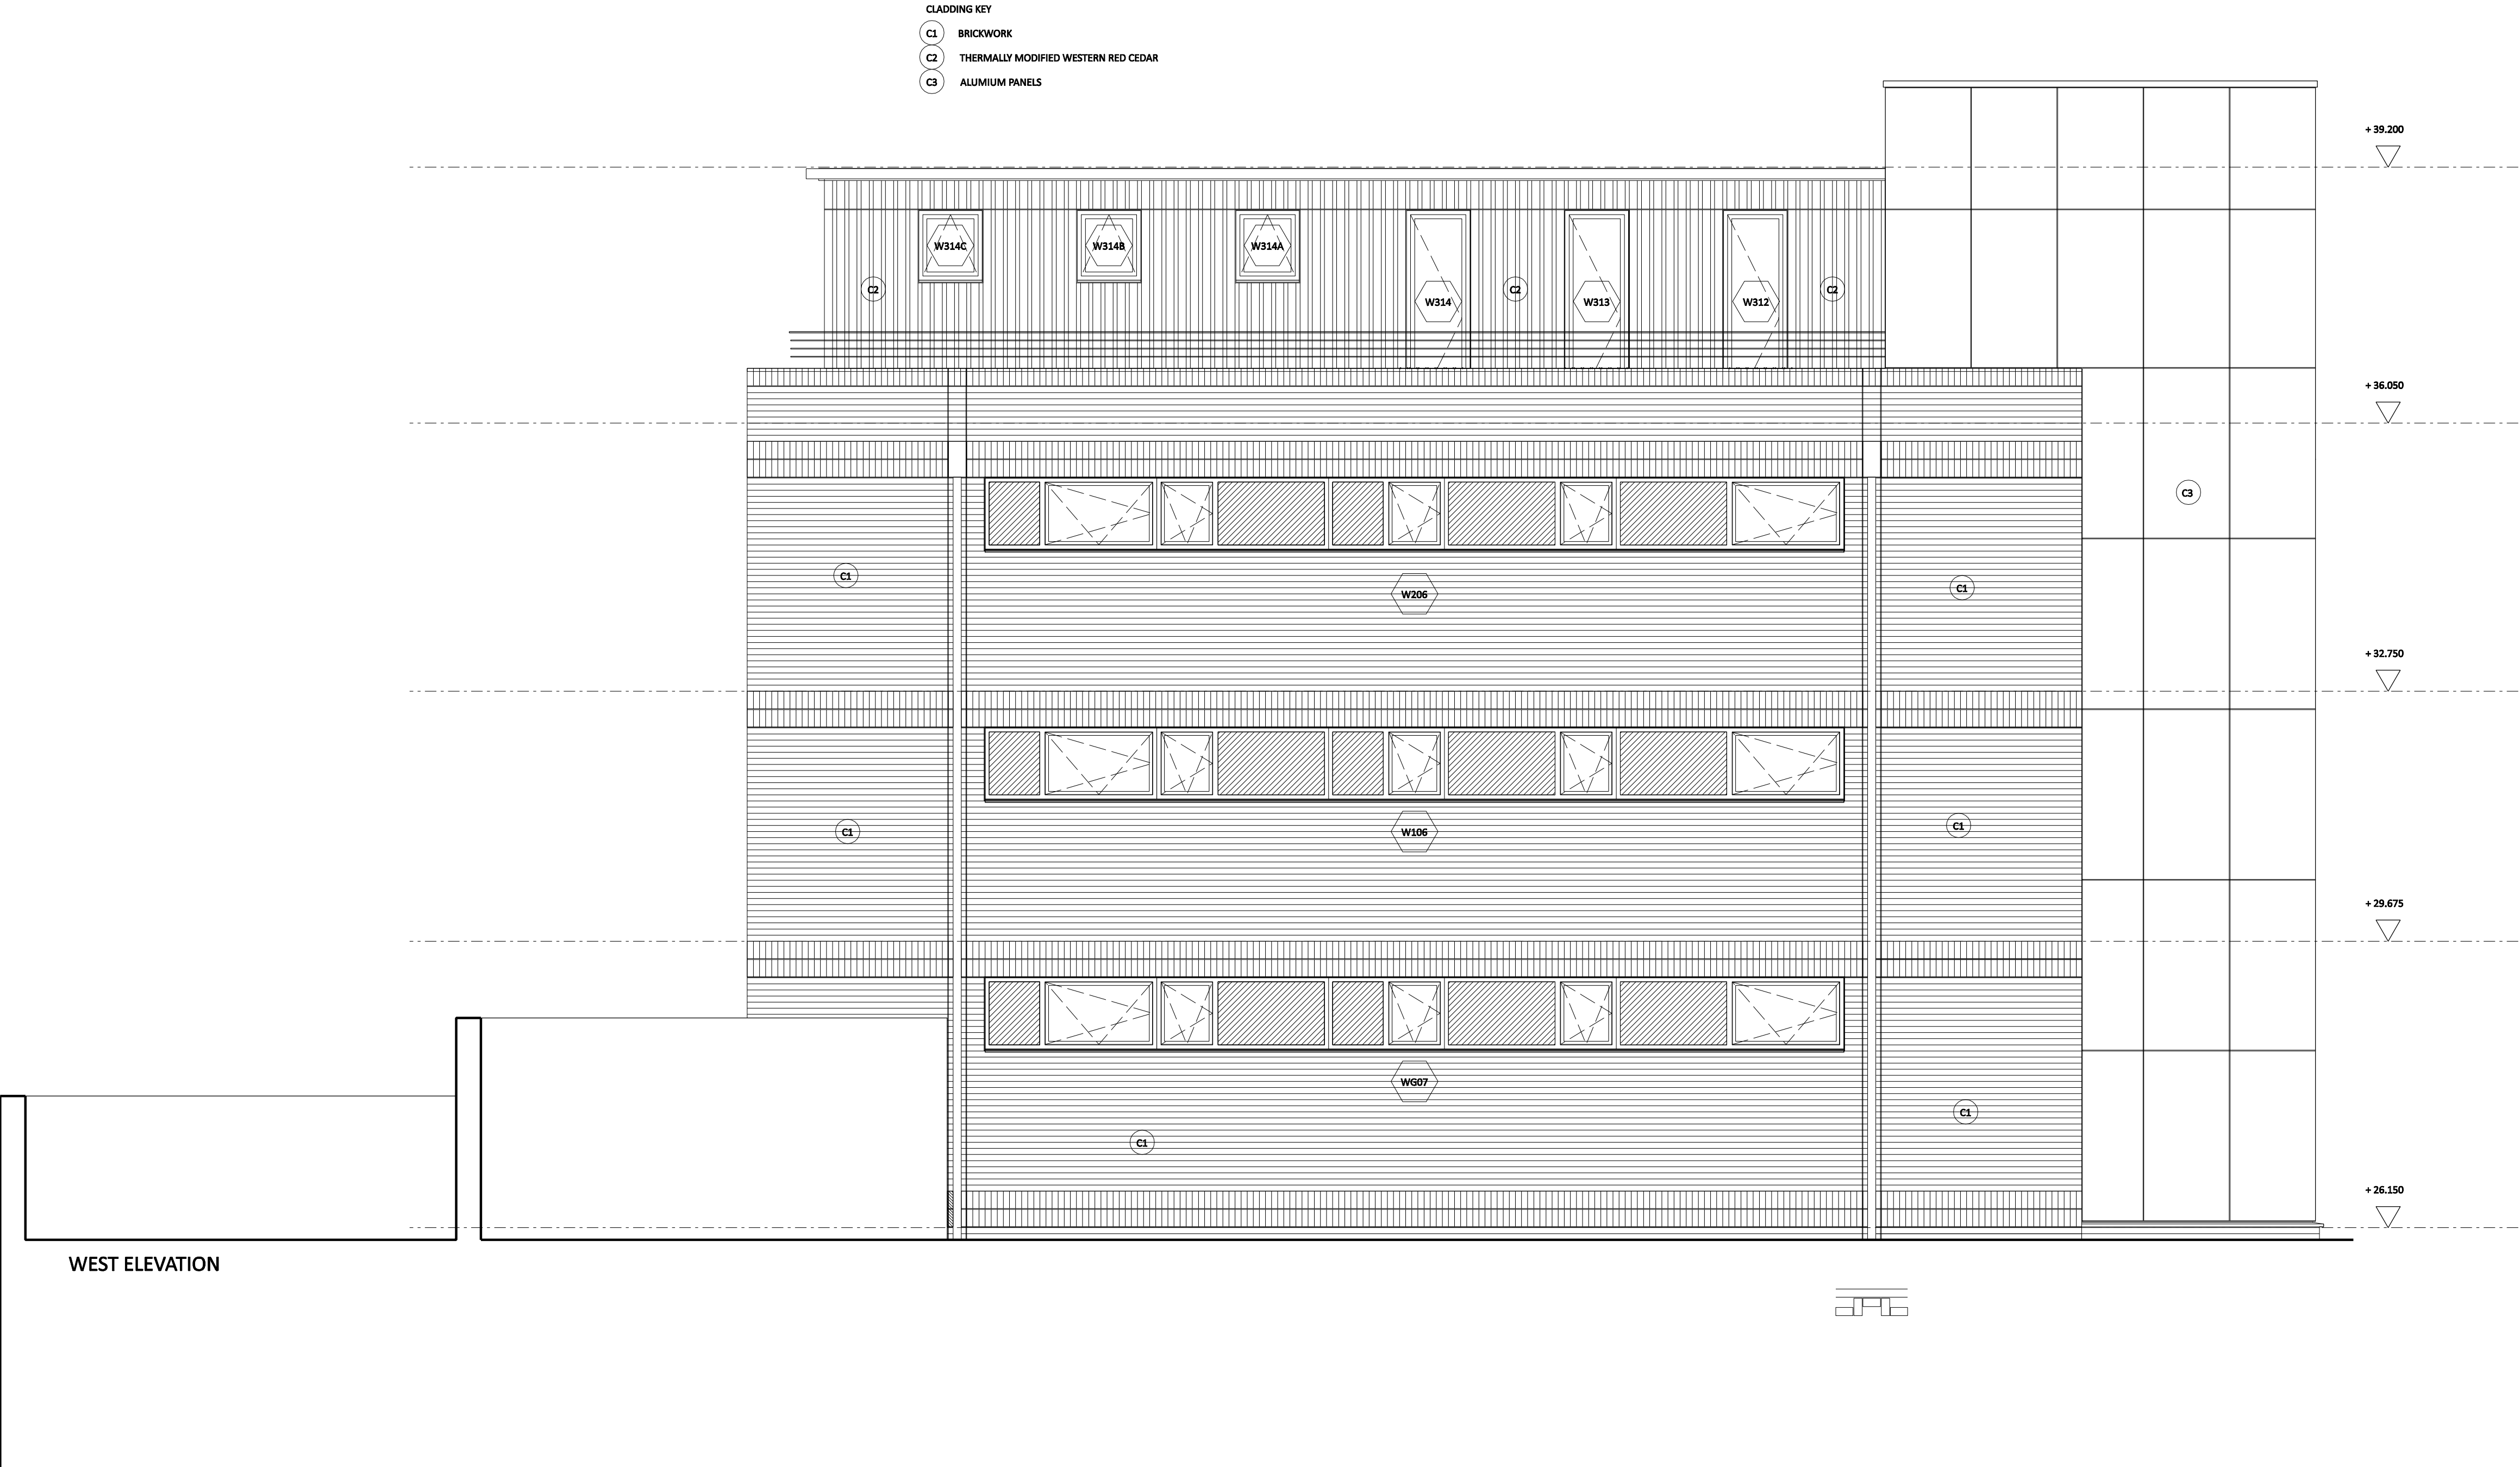 CLADDING KEY
C1 BRICKWORK
C2 THERMALLY MODIFIED WESTERN RED CEDAR
C3 ALUMIUM PANELS
+ 39.200
W314C W314B W314A
C2 W314 C2 W313 W312 C2
+ 36.050
C3
C1 W206 C1
+ 32.750
C1 W106 C1
+ 29.675
WG07
C1 C1
+ 26.150
WEST ELEVATION